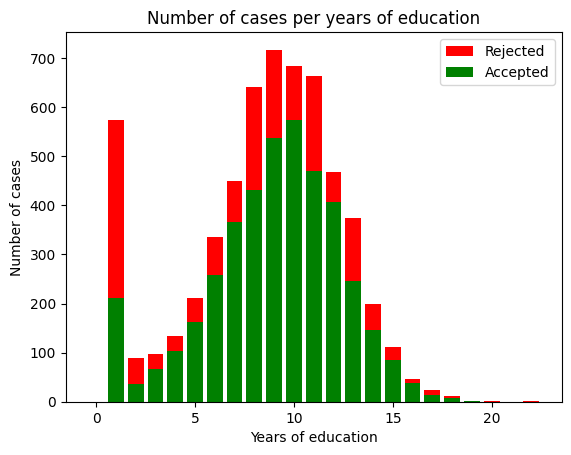 Number of cases per years of education
Rejected
Accepted
Number of cases
700
600
500
400
300
200
100
0
0 5 10 15 20
Years of education